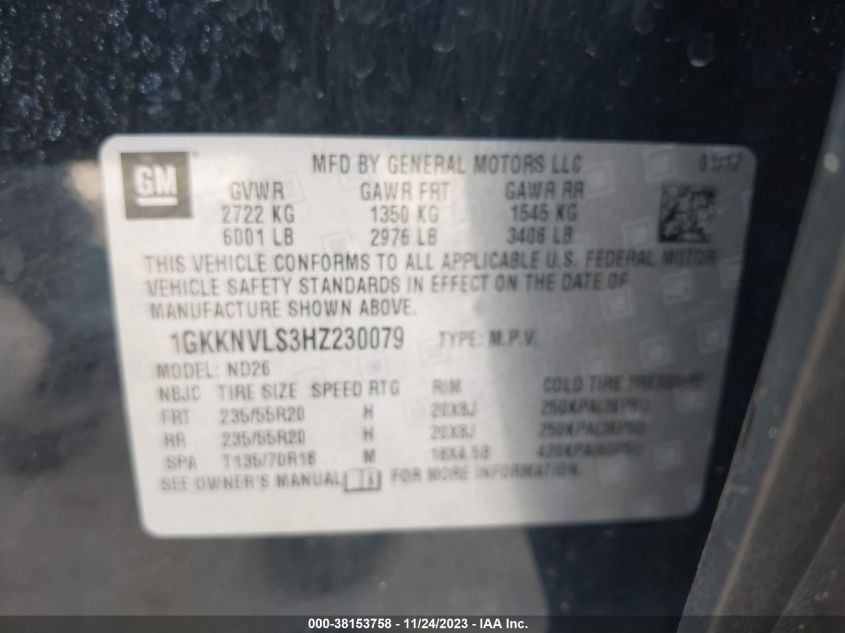 GM MFD BY GENERAL MOTORS LLC
GVWR GAWR FRT GAWR RR
2722 KG 1350 KG 1545 KG
6001 LB 2976 LB 3406 LB
THIS VEHICLE CONFORMS TO ALL APPLICABLE U.S. FEDERAL MOTOR
VEHICLE SAFETY STANDARDS IN EFFECT ON THE DATE OF
MANUFACTURE SHOWN ABOVE.
1GKKNVLS3HZ230079 TYPE: M.P.V.
MODEL: ND26
NBJC TIRE SIZE SPEED RTG RIM COLD TIRE PRESSURE
FRT 235/55R20 H 20X8J
RR 235/55R20 H 20X8J
SPA T135/70R18 M
SEE OWNER'S MANUAL FOR MORE INFORMATION.
000-38153758 - 11/24/2023 - Copyright © 2023 IAA, Inc.